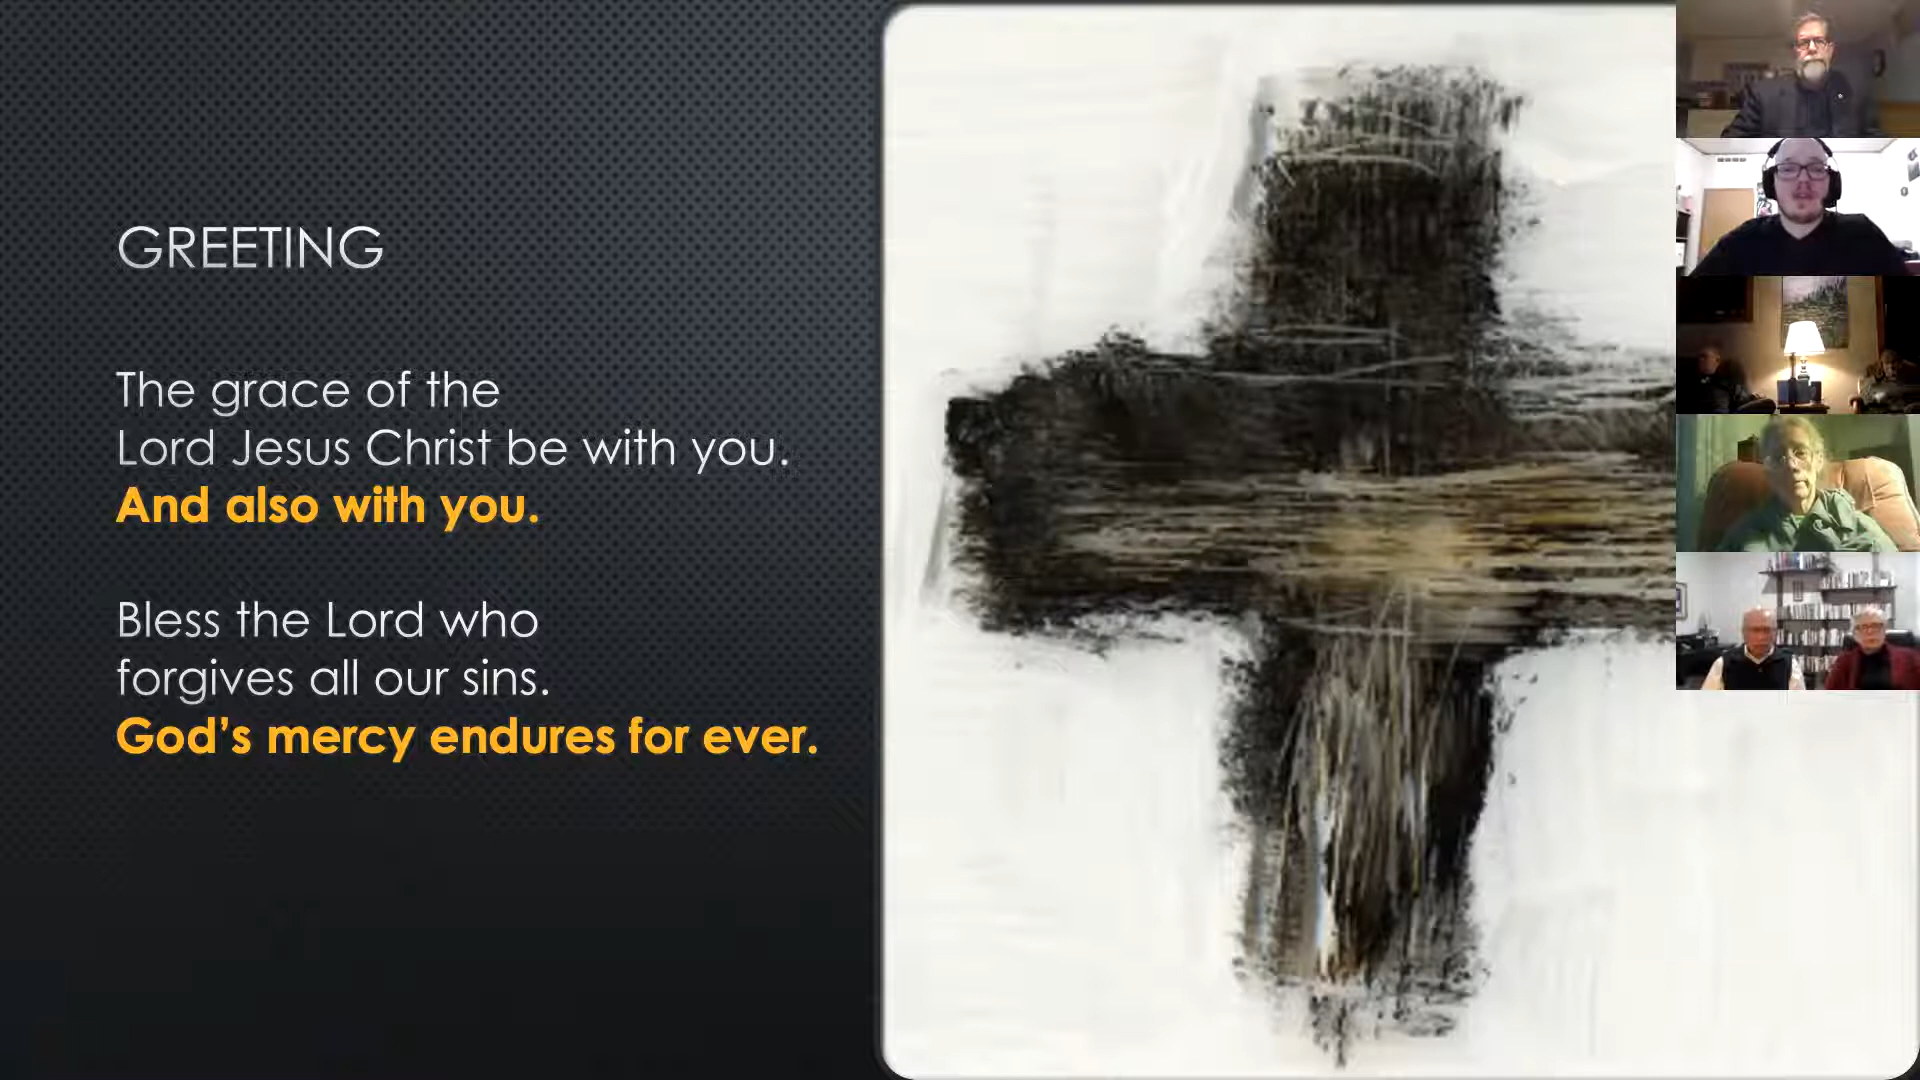 GREETING
The grace of the
Lord Jesus Christ be with you.
And also with you.
Bless the Lord who
forgives all our sins.
God’s mercy endures for ever.